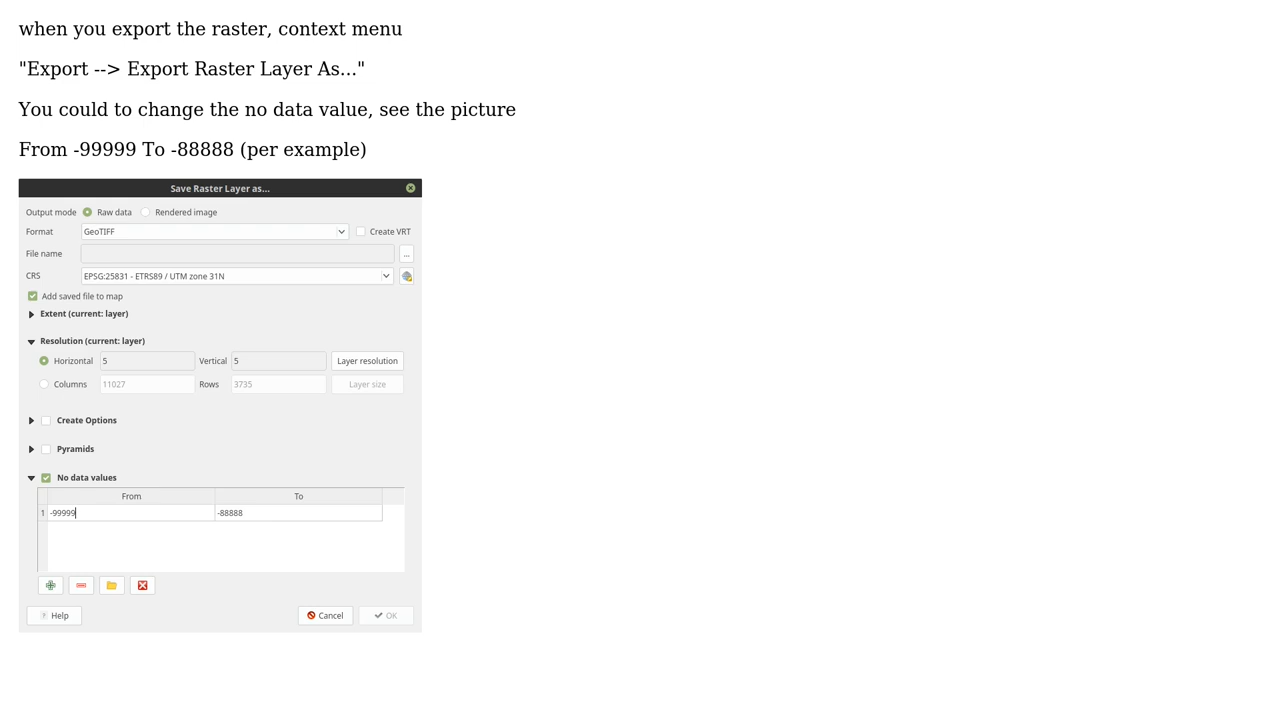 when you export the raster, context menu
"Export --> Export Raster Layer As..."
You could to change the no data value, see the picture
From -99999 To -88888 (per example)
Save Raster Layer as...
Output mode Raw data Rendered image
Format GeoTIFF Create VRT
File name ...
CRS EPSG:25831 - ETRS89 / UTM zone 31N
Add saved file to map
Extent (current: layer)
Resolution (current: layer)
Horizontal 5 Vertical 5 Layer resolution
Columns 11027 Rows 3735 Layer size
Create Options
Pyramids
No data values
From To
1 -99999 -88888
? Help Cancel OK